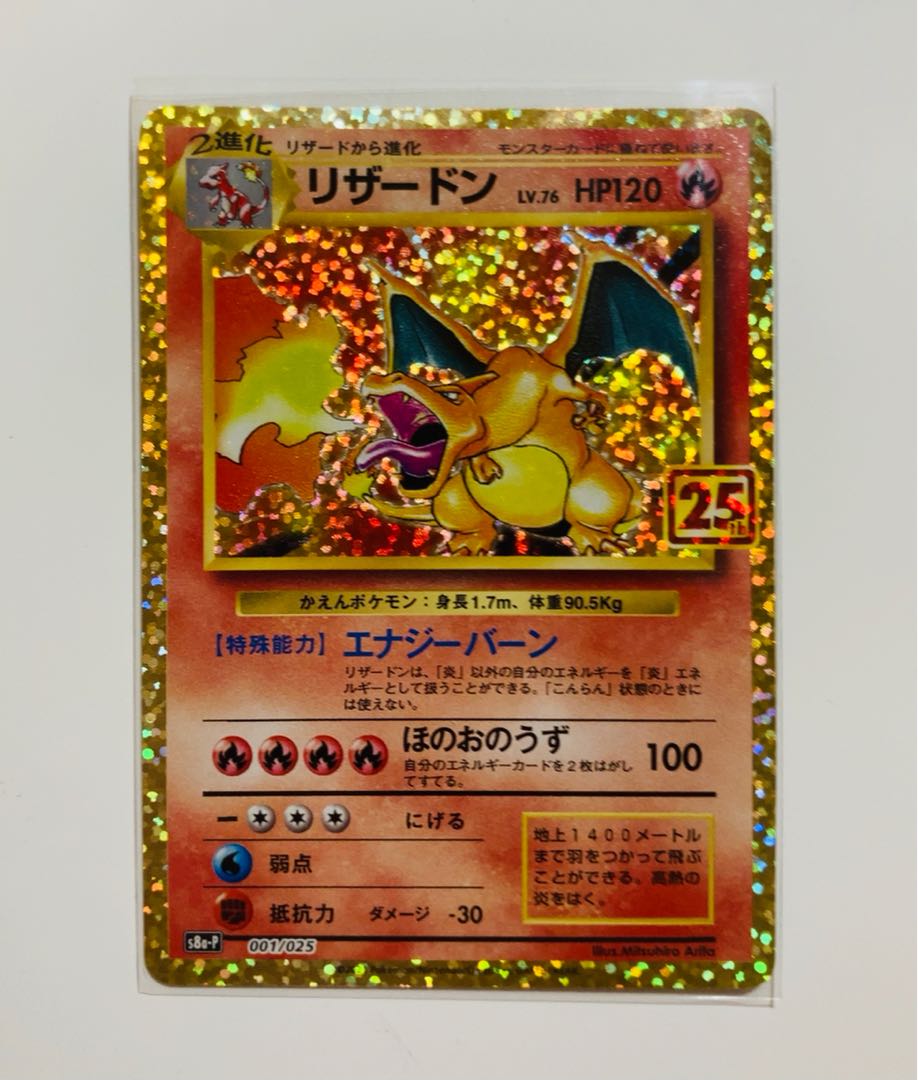 2進化 リザードから進化 モンスターカードに重ねて使います。
リザードン LV.76 HP120
25th
かえんポケモン：身長1.7m、体重90.5Kg
【特殊能力】 エナジーバーン
リザードンは、「炎」以外の自分のエネルギーを「炎」エネ
ルギーとして扱うことができる。「こんらん」状態のときに
は使えない。
ほのおのうず 100
自分のエネルギーカードを２枚はがし
てすてる。
ー にげる
弱点
抵抗力 ダメージ -30
地上１４００メートル
まで羽をつかって飛ぶ
ことができる。高熱の
炎をはく。
s8a-P 001/025
Illus.Mitsuhiro Arita